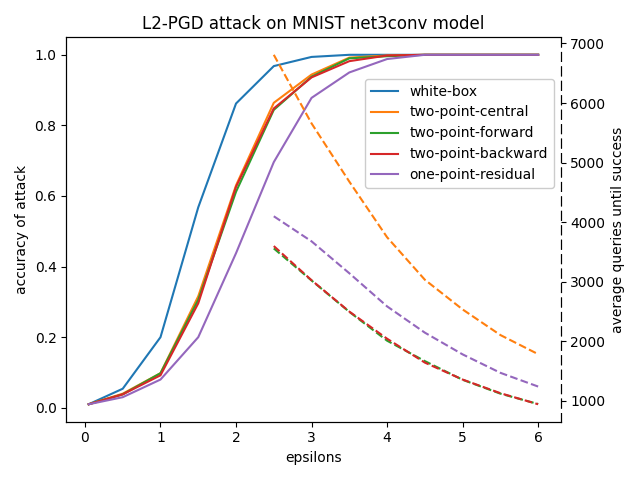 L2-PGD attack on MNIST net3conv model
accuracy of attack
1.0
0.8
0.6
0.4
0.2
0.0
white-box
two-point-central
two-point-forward
two-point-backward
one-point-residual
7000
6000
5000
4000
3000
2000
1000
average queries until success
0 1 2 3 4 5 6
epsilons